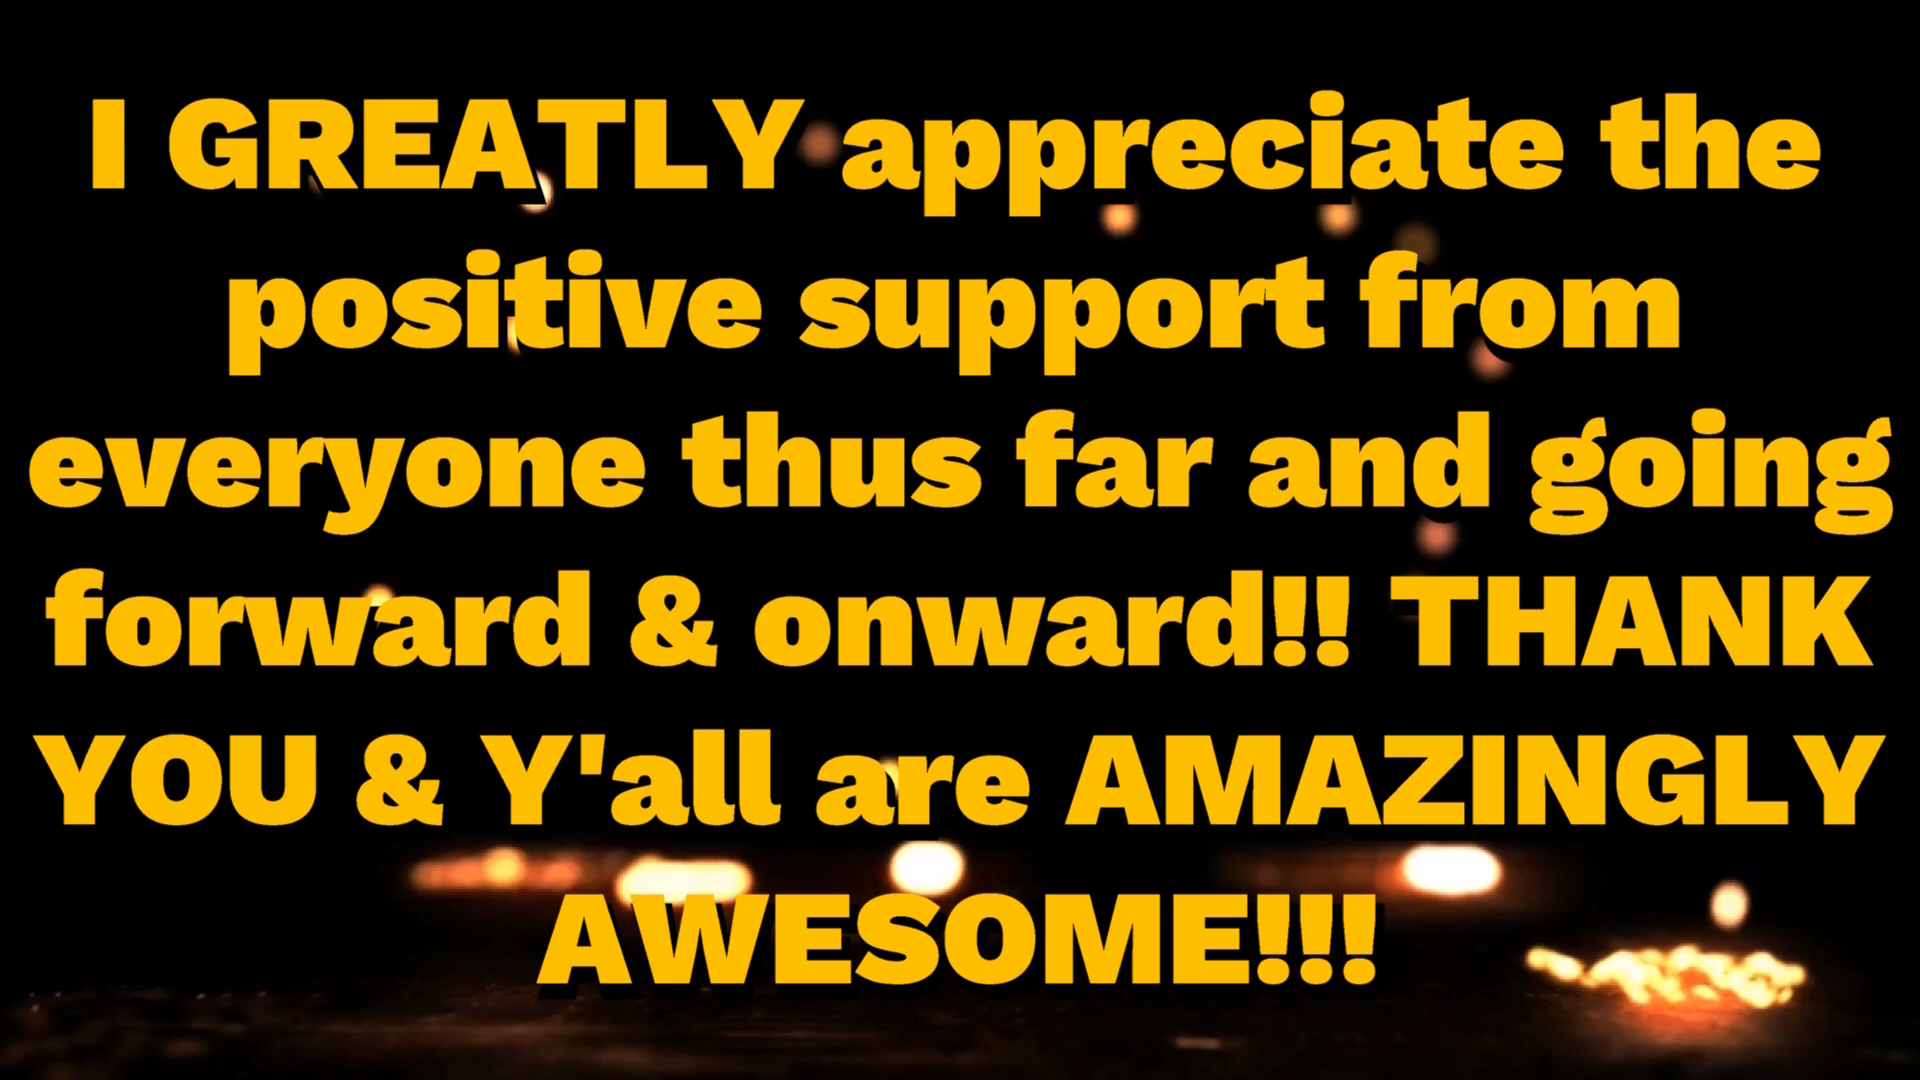 I GREATLY appreciate the
positive support from
everyone thus far and going
forward & onward!! THANK
YOU & Y'all are AMAZINGLY
AWESOME!!!